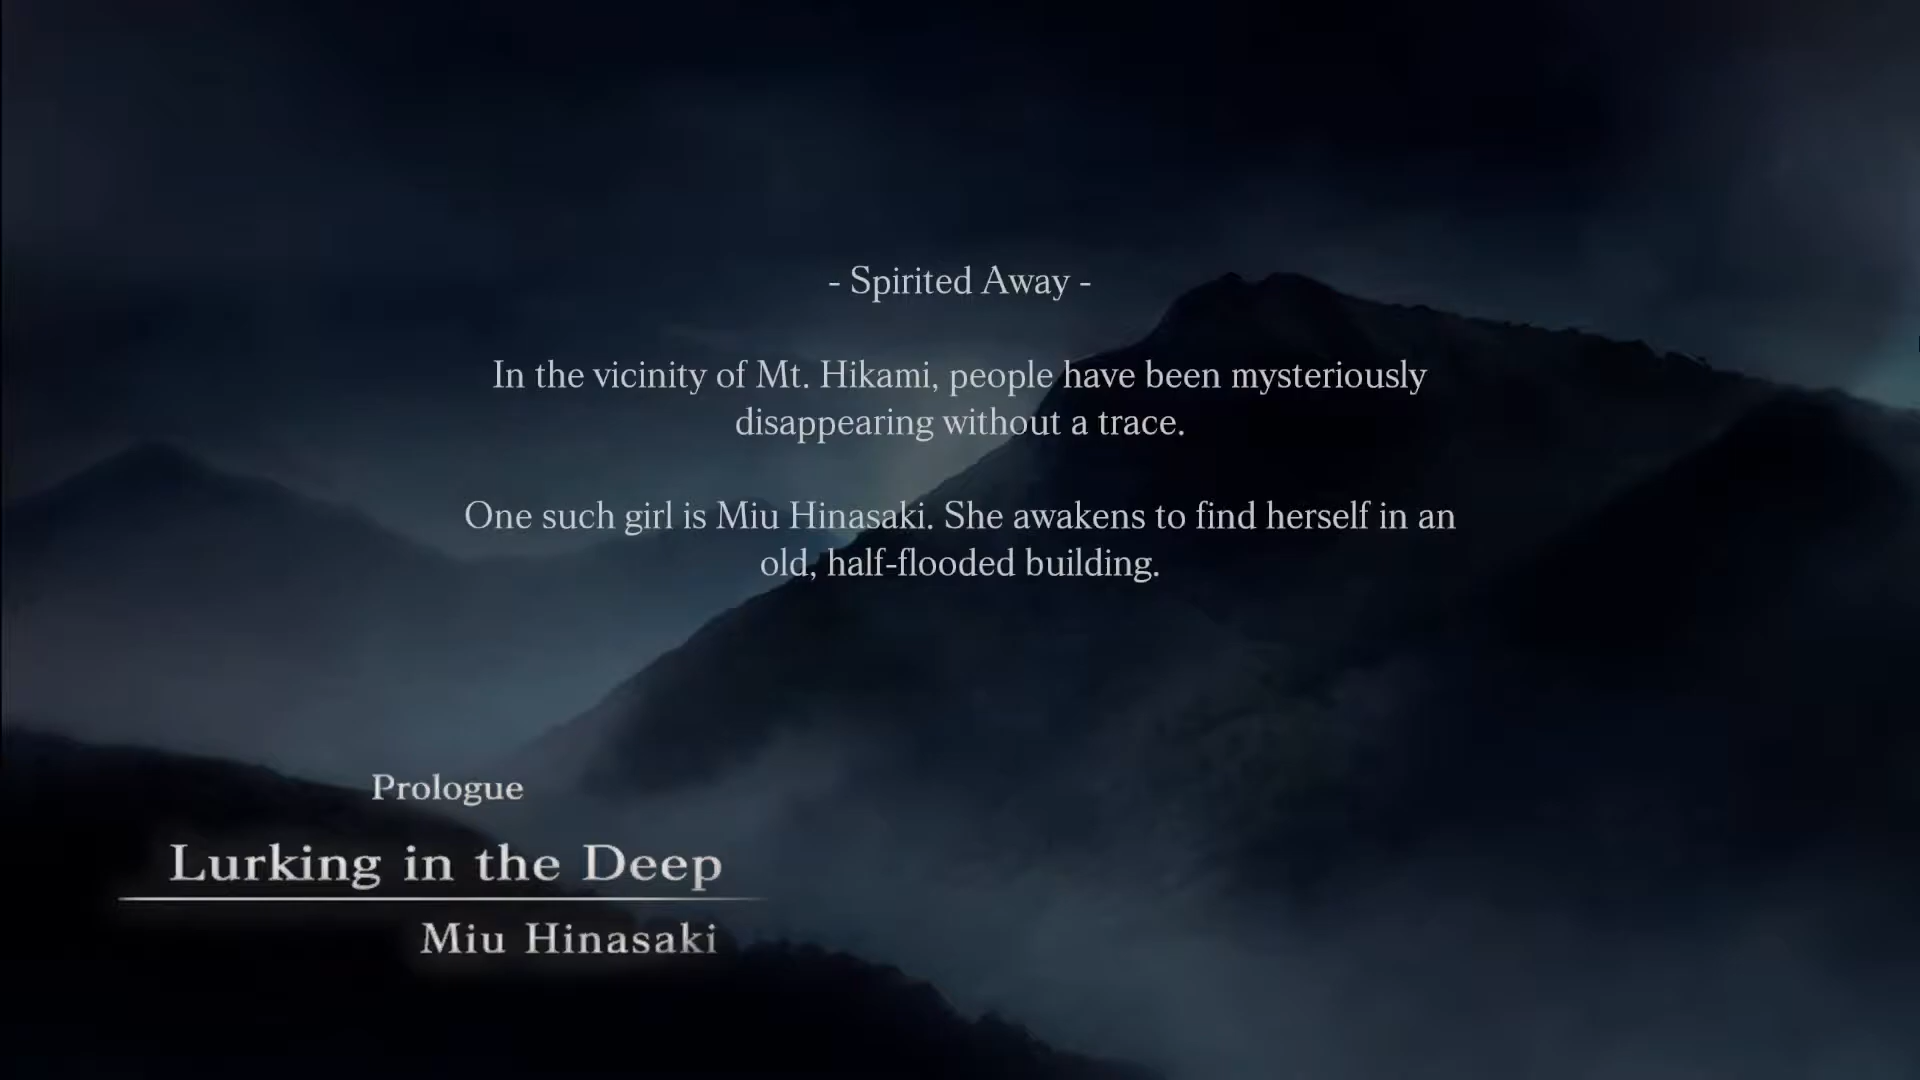 - Spirited Away -
In the vicinity of Mt. Hikami, people have been mysteriously
disappearing without a trace.
One such girl is Miu Hinasaki. She awakens to find herself in an
old, half-flooded building.
Prologue
Lurking in the Deep
Miu Hinasaki